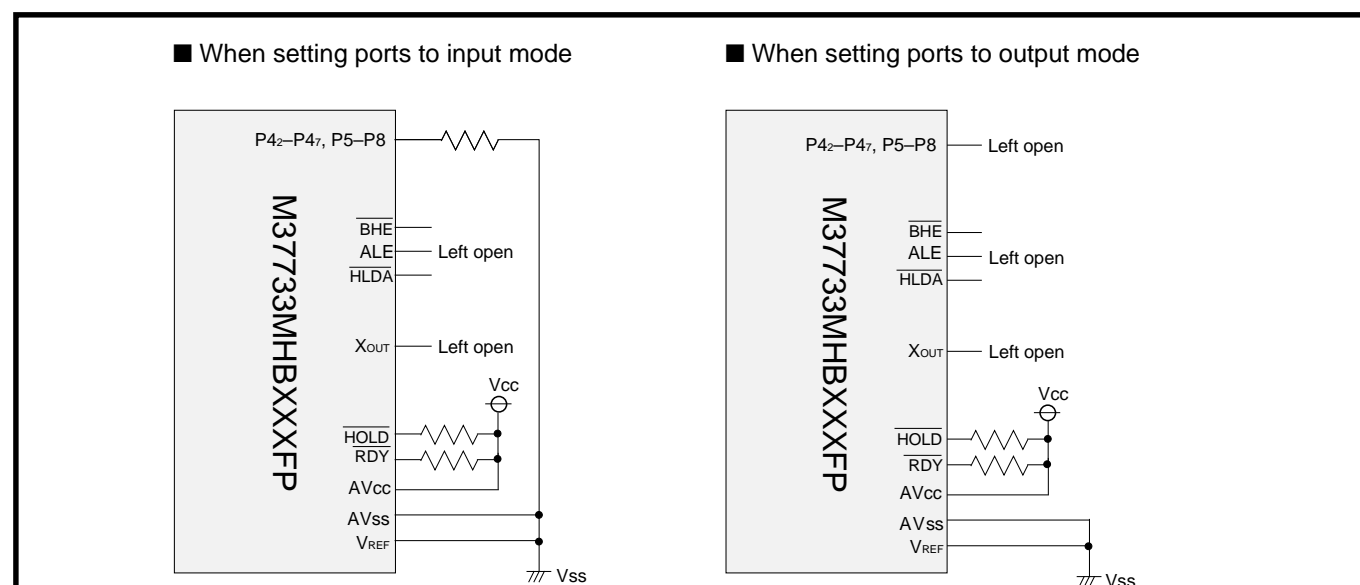 ■ When setting ports to input mode
P42–P47, P5–P8
M37733MHBXXXFP
BHE
ALE
Left open
HLDA
XOUT
Left open
Vcc
HOLD
RDY
AVcc
AVss
VREF
Vss
■ When setting ports to output mode
P42–P47, P5–P8
Left open
M37733MHBXXXFP
BHE
ALE
Left open
HLDA
XOUT
Left open
Vcc
HOLD
RDY
AVcc
AVss
VREF
Vss